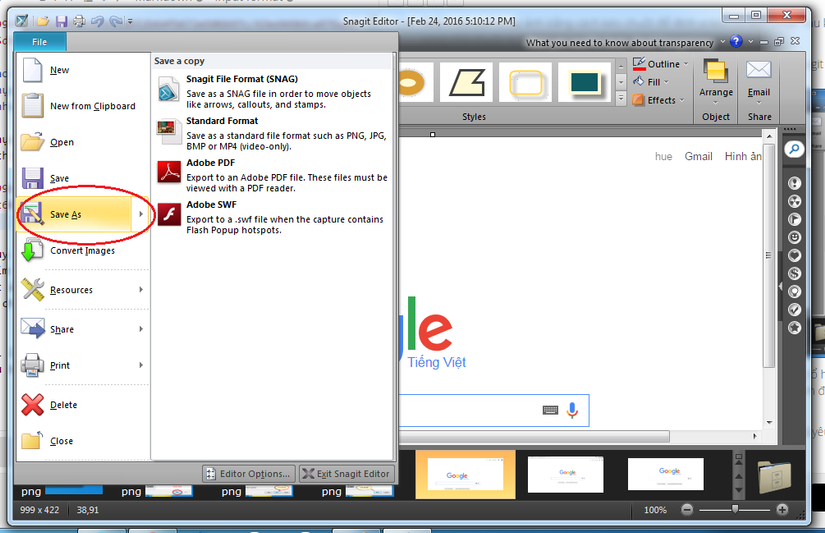 Snagit Editor - [Feb 24, 2016 5:10:12 PM]
File
What you need to know about transparency
New
New from Clipboard
Open
Save
Save As
Convert Images
Resources
Share
Print
Delete
Close
Save a copy
Snagit File Format (SNAG)
Save as a SNAG file in order to move objects
like arrows, callouts, and stamps.
Standard Format
Save as a standard file format such as PNG, JPG,
BMP or MP4 (video-only).
Adobe PDF
Export to an Adobe PDF file. These files must be
viewed with a PDF reader.
Adobe SWF
Export to a .swf file when the capture contains
Flash Popup hotspots.
Editor Options...
Exit Snagit Editor
Outline
Fill
Effects
Styles
Arrange
Object
Email
Share
hue Gmail Hình ản
gle
Tiếng Việt
png
png
png
png
Google
Google
Google
999 x 422
38,91
100%